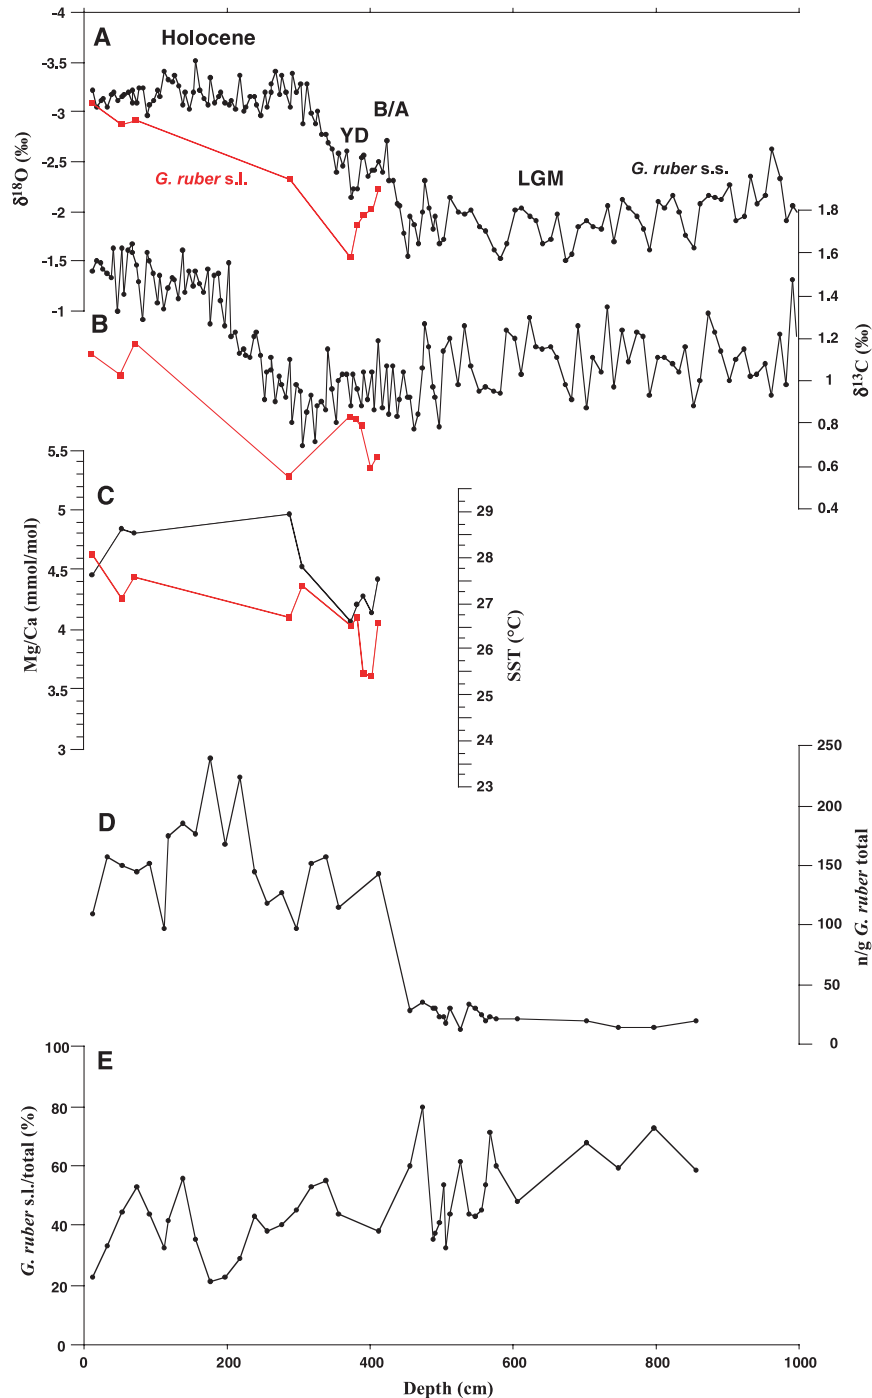 -4
A
Holocene
-3.5
-3
B/A
YD
δ18O (‰)
-2.5
G. ruber s.l.
LGM
G. ruber s.s.
-2
1.8
-1.5
1.6
-1
1.4
B
1.2
δ13C (‰)
1
0.8
5.5
0.6
0.4
C
5
29
28
Mg/Ca (mmol/mol)
4.5
27
SST (°C)
4
26
3.5
25
24
3
23
250
200
D
150
n/g G. ruber total
100
50
0
100
E
80
G. ruber s.l./total (%)
60
40
20
0
0 200 400 600 800 1000
Depth (cm)